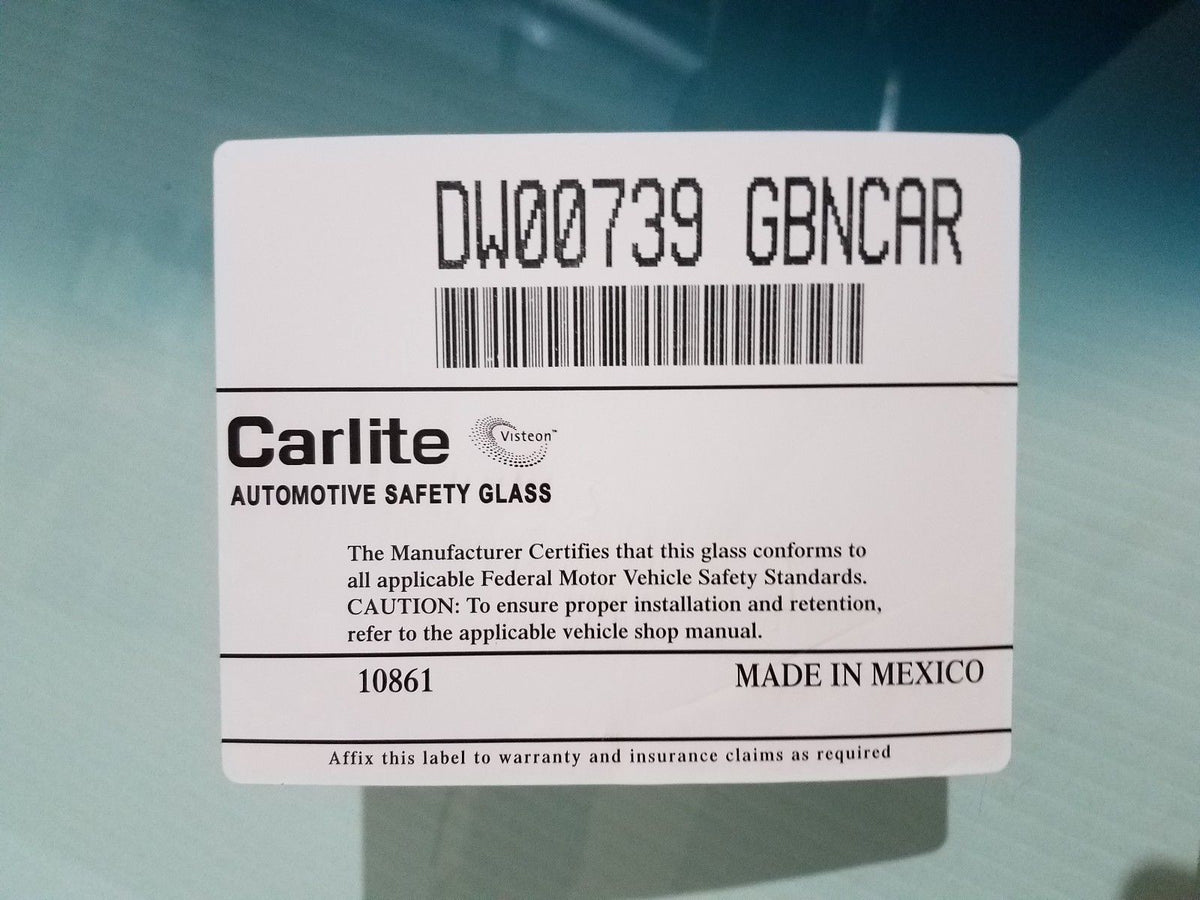 DW00739 GBNCAR
Carlite Visteon™
AUTOMOTIVE SAFETY GLASS
The Manufacturer Certifies that this glass conforms to
all applicable Federal Motor Vehicle Safety Standards.
CAUTION: To ensure proper installation and retention,
refer to the applicable vehicle shop manual.
10861 MADE IN MEXICO
Affix this label to warranty and insurance claims as required